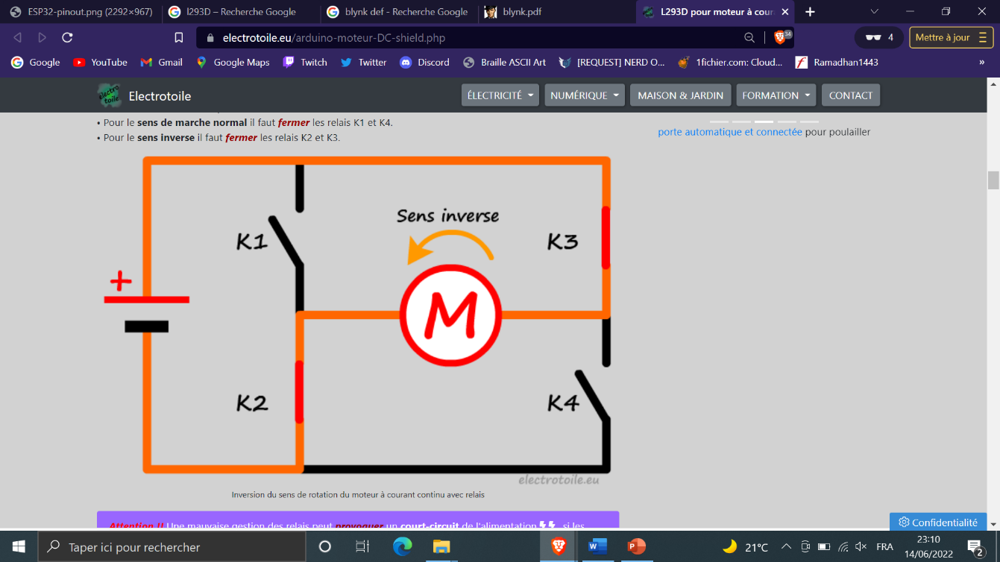 ESP32-pinout.png (2292×967)
l293D – Recherche Google
blynk def - Recherche Google
blynk.pdf
L293D pour moteur à cour
electrotoile.eu/arduino-moteur-DC-shield.php
34
4
Mettre à jour
Google
YouTube
Gmail
Google Maps
Twitch
Twitter
Discord
Braille ASCII Art
[REQUEST] NERD O...
1fichier.com: Cloud...
Ramadhan1443
»
electro
toile
Electrotoile
ÉLECTRICITÉ
NUMÉRIQUE
MAISON & JARDIN
FORMATION
CONTACT
• Pour le sens de marche normal il faut fermer les relais K1 et K4.
• Pour le sens inverse il faut fermer les relais K2 et K3.
porte automatique et connectée pour poulailler
Sens inverse
K1
K3
+
M
K2
K4
electrotoile.eu
Inversion du sens de rotation du moteur à courant continu avec relais
Attention !! Une mauvaise gestion des relais peut provoquer un court-circuit de l'alimentation, si les
Confidentialité
Taper ici pour rechercher
21°C
FRA
23:10
14/06/2022
2